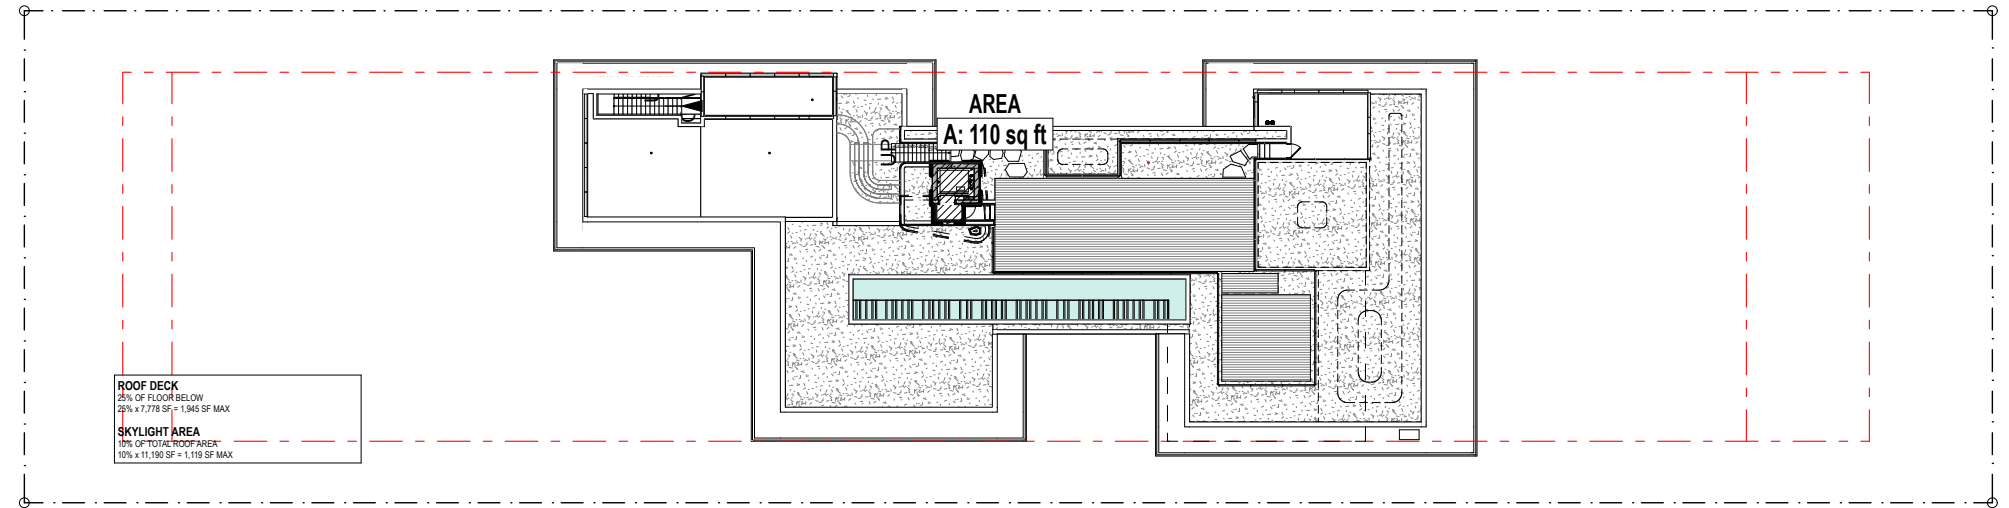 AREA
A: 110 sq ft
UP
ROOF DECK
25% OF FLOOR BELOW
25% x 7,778 SF = 1,945 SF MAX
SKYLIGHT AREA
10% OF TOTAL ROOF AREA
10% x 11,190 SF = 1,119 SF MAX